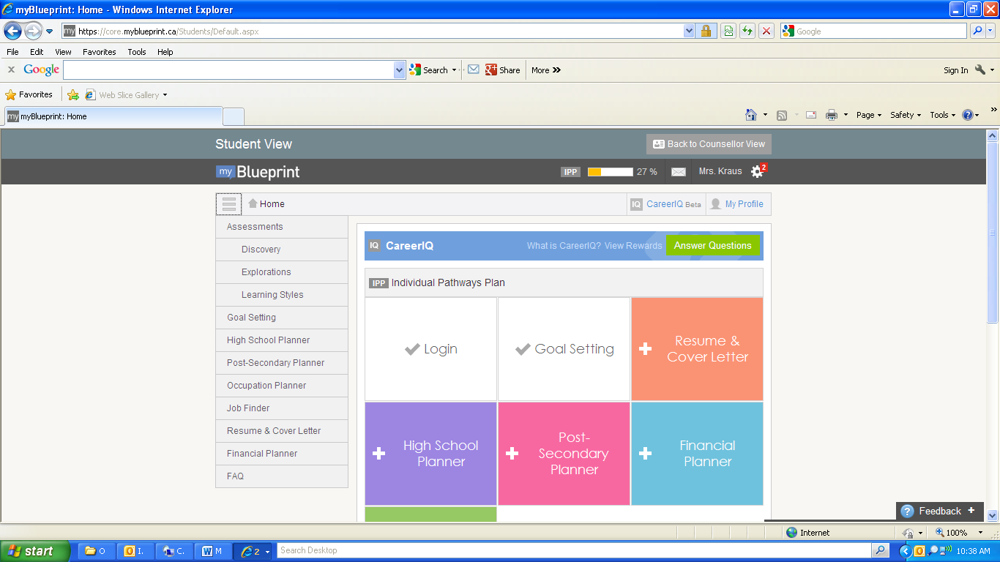 myBlueprint: Home - Windows Internet Explorer
my https://core.myblueprint.ca/Students/Default.aspx Google
File Edit View Favorites Tools Help
x Google Search Share More Sign In
Favorites Web Slice Gallery
my myBlueprint: Home Page Safety Tools
Student View Back to Counsellor View
my Blueprint IPP 27 % Mrs. Kraus 2
Home IQ CareerIQ Beta My Profile
Assessments
Discovery
Explorations
Learning Styles
Goal Setting
High School Planner
Post-Secondary Planner
Occupation Planner
Job Finder
Resume & Cover Letter
Financial Planner
FAQ
IQ CareerIQ What is CareerIQ? View Rewards Answer Questions
IPP Individual Pathways Plan
Login
Goal Setting
Resume &
Cover Letter
High School
Planner
Post-
Secondary
Planner
Financial
Planner
? Feedback +
Internet 100%
start O I. C. M 2 Search Desktop 10:38 AM